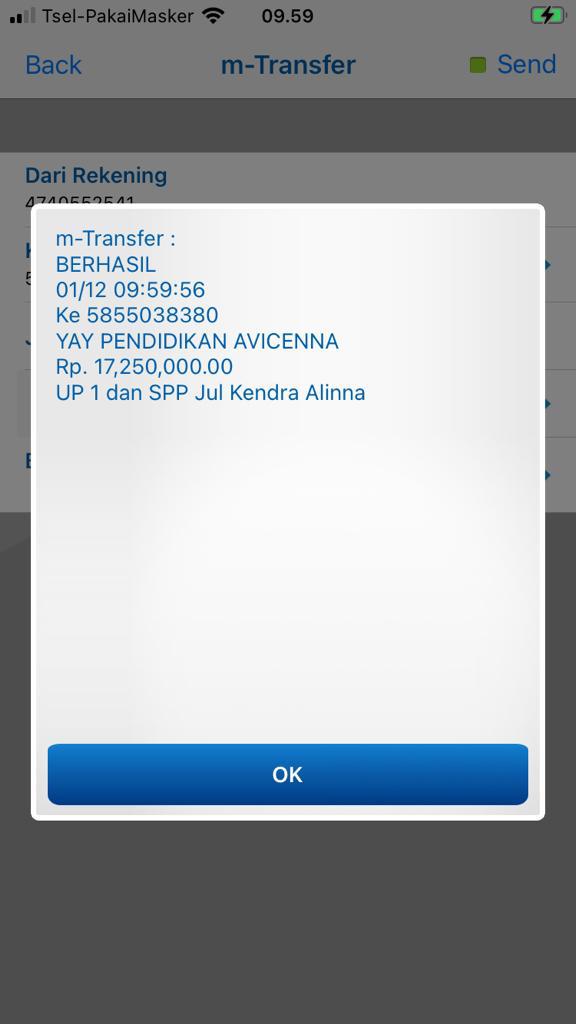 Tsel-PakaiMasker 09.59
Back m-Transfer Send
Dari Rekening
4740552541
m-Transfer :
BERHASIL
01/12 09:59:56
Ke 5855038380
YAY PENDIDIKAN AVICENNA
Rp. 17,250,000.00
UP 1 dan SPP Jul Kendra Alinna
OK